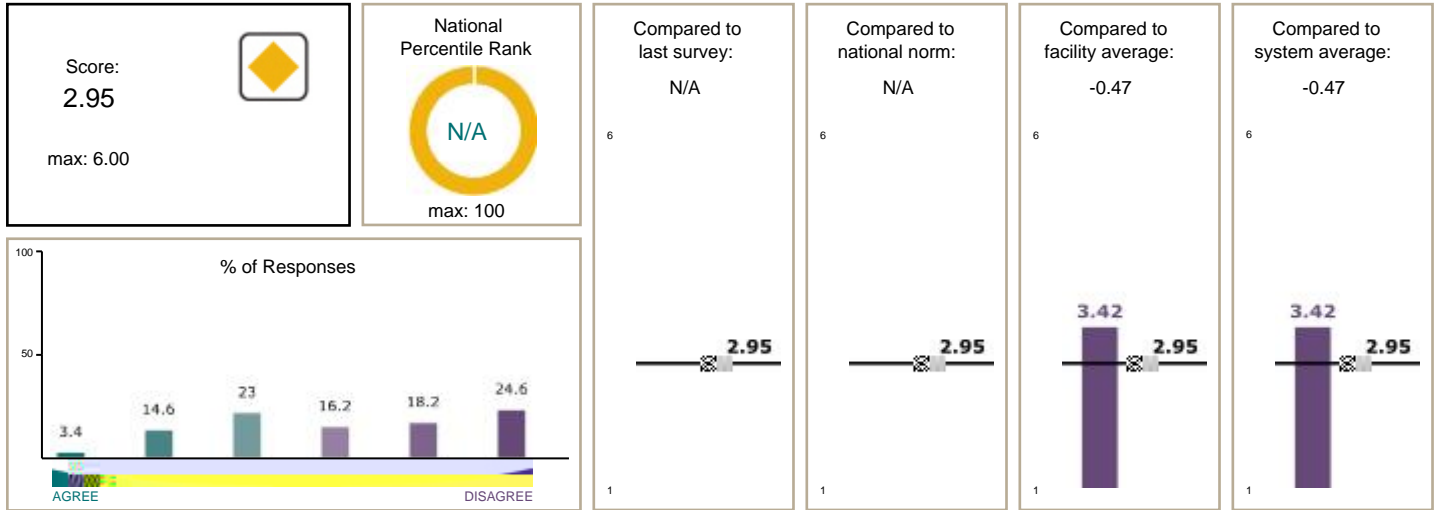 Score:
2.95
max: 6.00
National
Percentile Rank
N/A
max: 100
% of Responses
100
50
3.4
14.6
23
16.2
18.2
24.6
AGREE
DISAGREE
Compared to
last survey:
N/A
6
2.95
1
Compared to
national norm:
N/A
6
2.95
1
Compared to
facility average:
-0.47
6
3.42
2.95
1
Compared to
system average:
-0.47
6
3.42
2.95
1